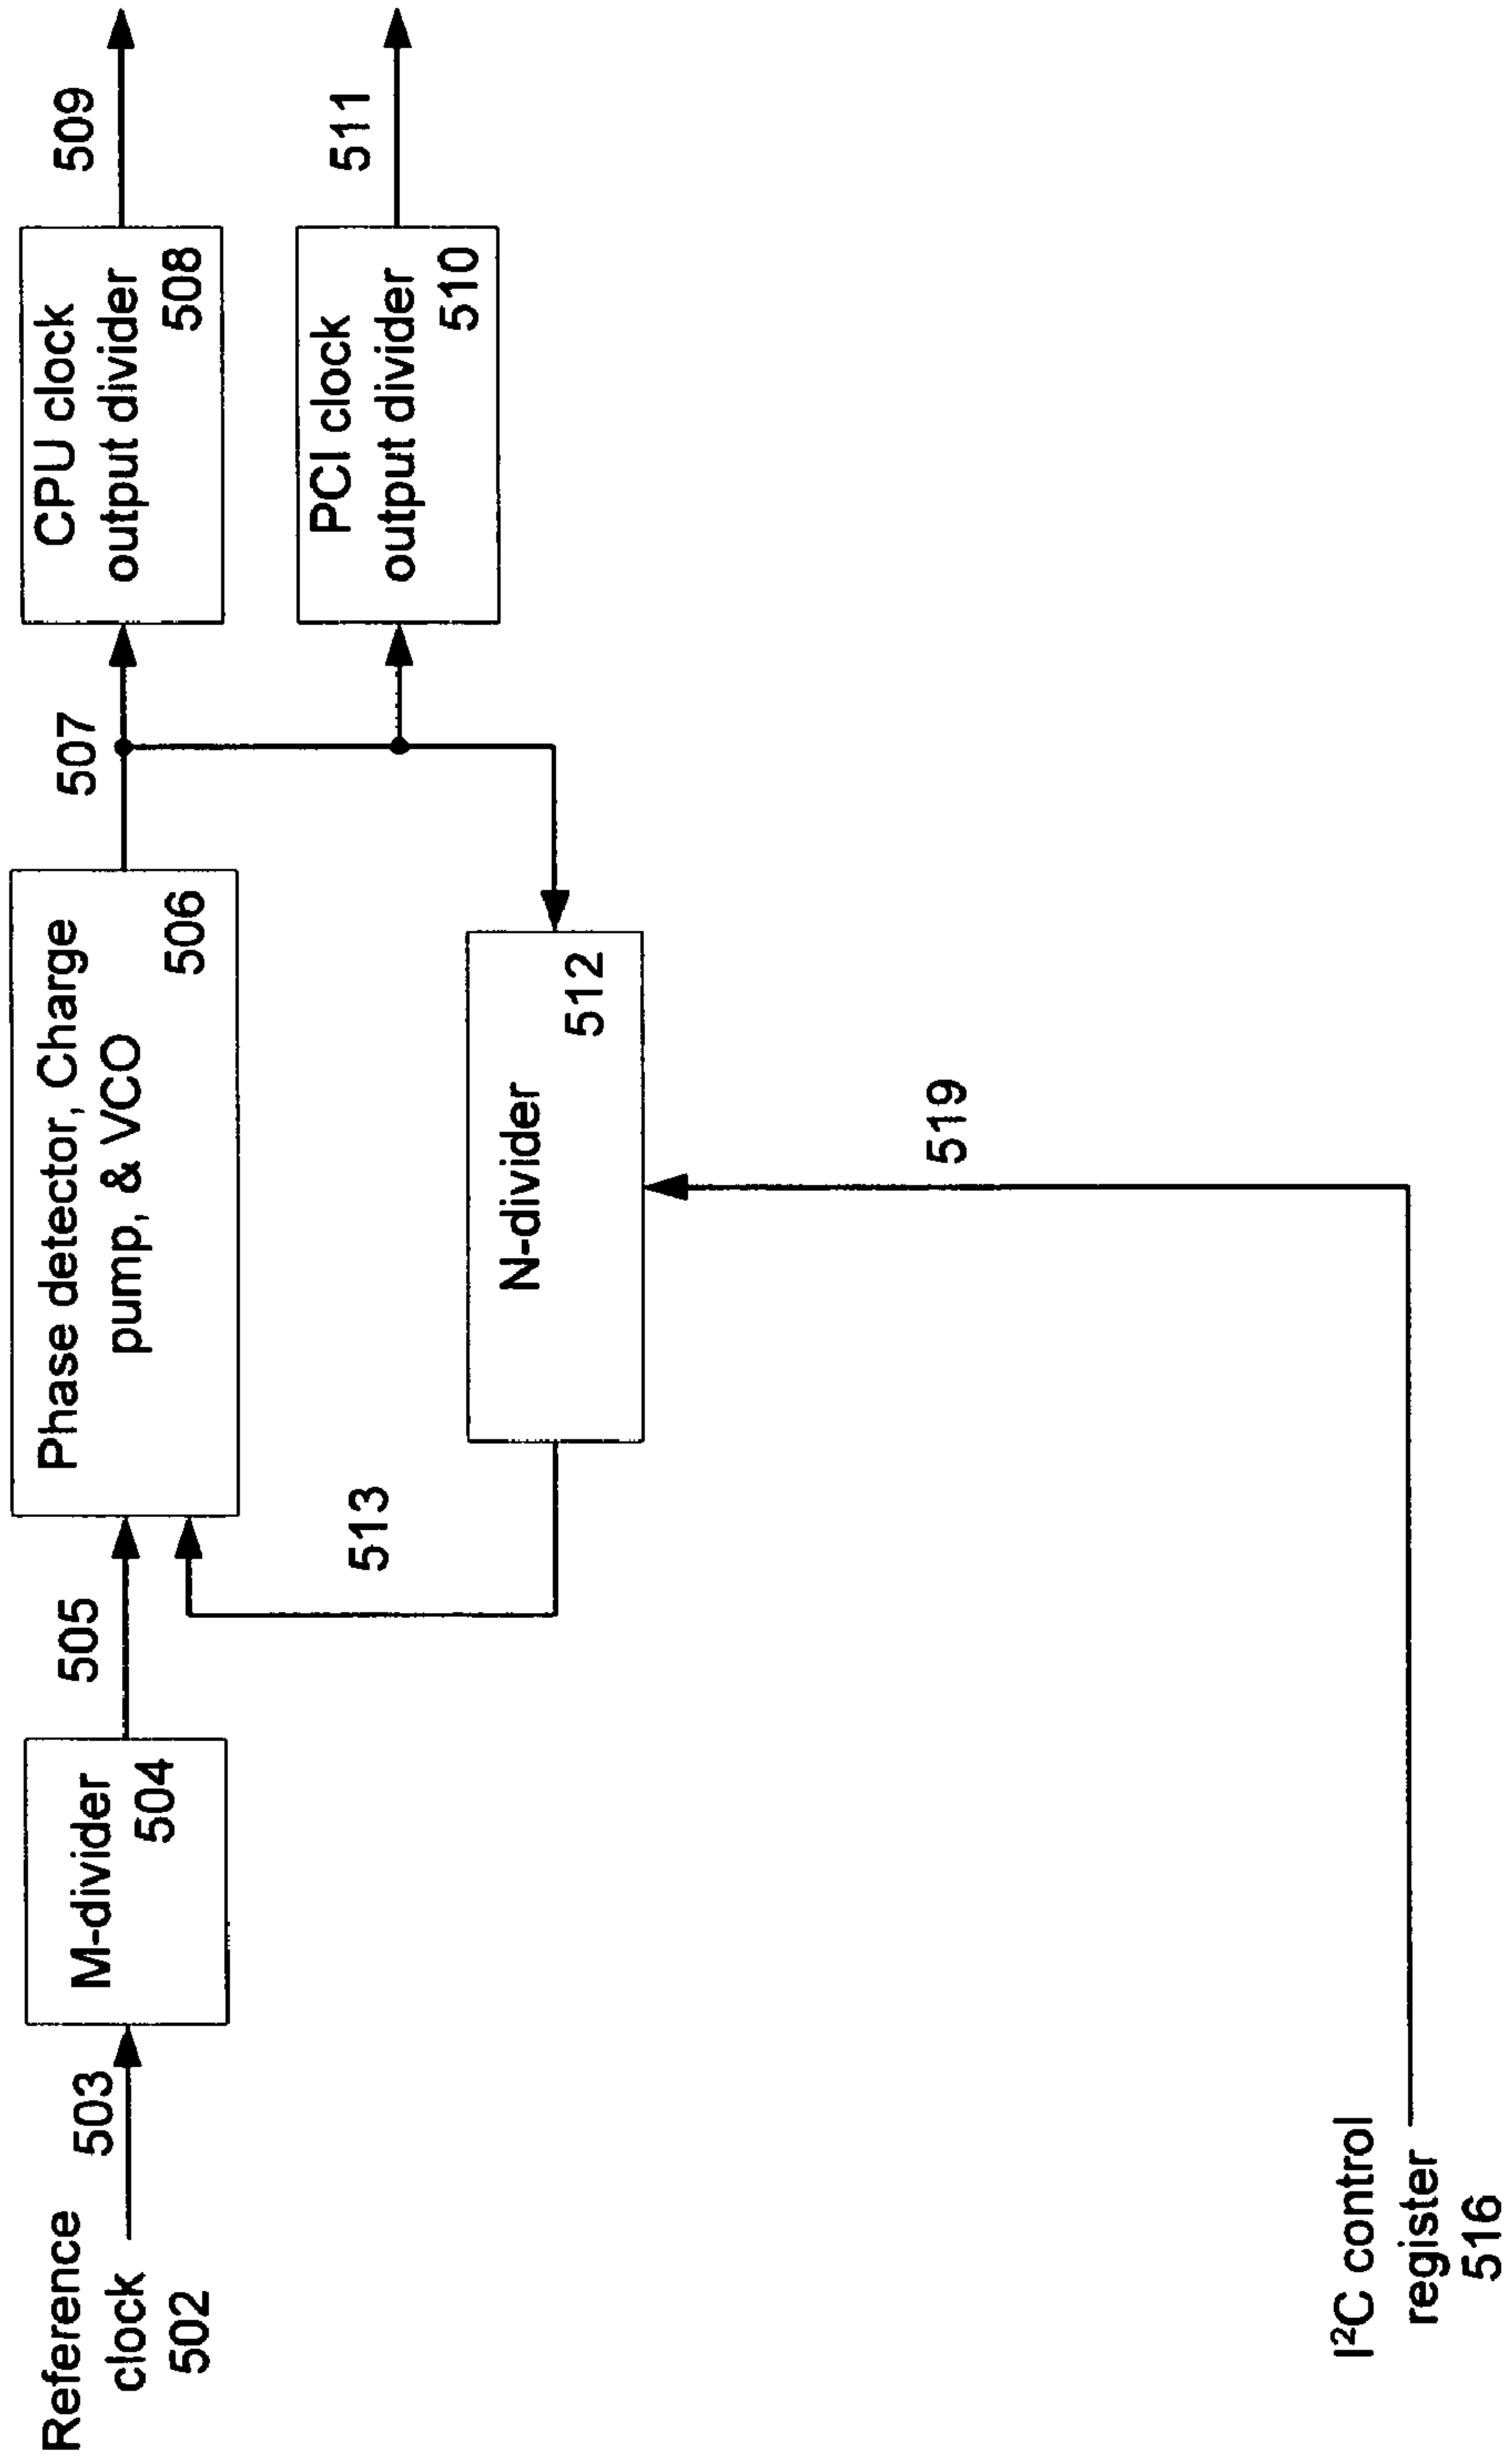 Reference
clock
502
503
M-divider
504
505
Phase detector, Charge
pump, & VCO
506
507
CPU clock
output divider
508
509
PCI clock
output divider
510
511
513
N-divider
512
519
I²C control
register
516